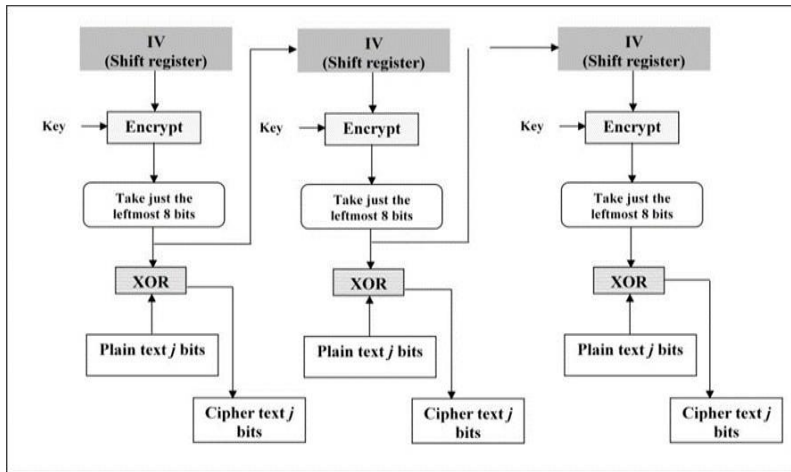 IV
(Shift register)
Key
Encrypt
Take just the
leftmost 8 bits
XOR
Plain text j bits
Cipher text j
bits
IV
(Shift register)
Key
Encrypt
Take just the
leftmost 8 bits
XOR
Plain text j bits
Cipher text j
bits
IV
(Shift register)
Key
Encrypt
Take just the
leftmost 8 bits
XOR
Plain text j bits
Cipher text j
bits